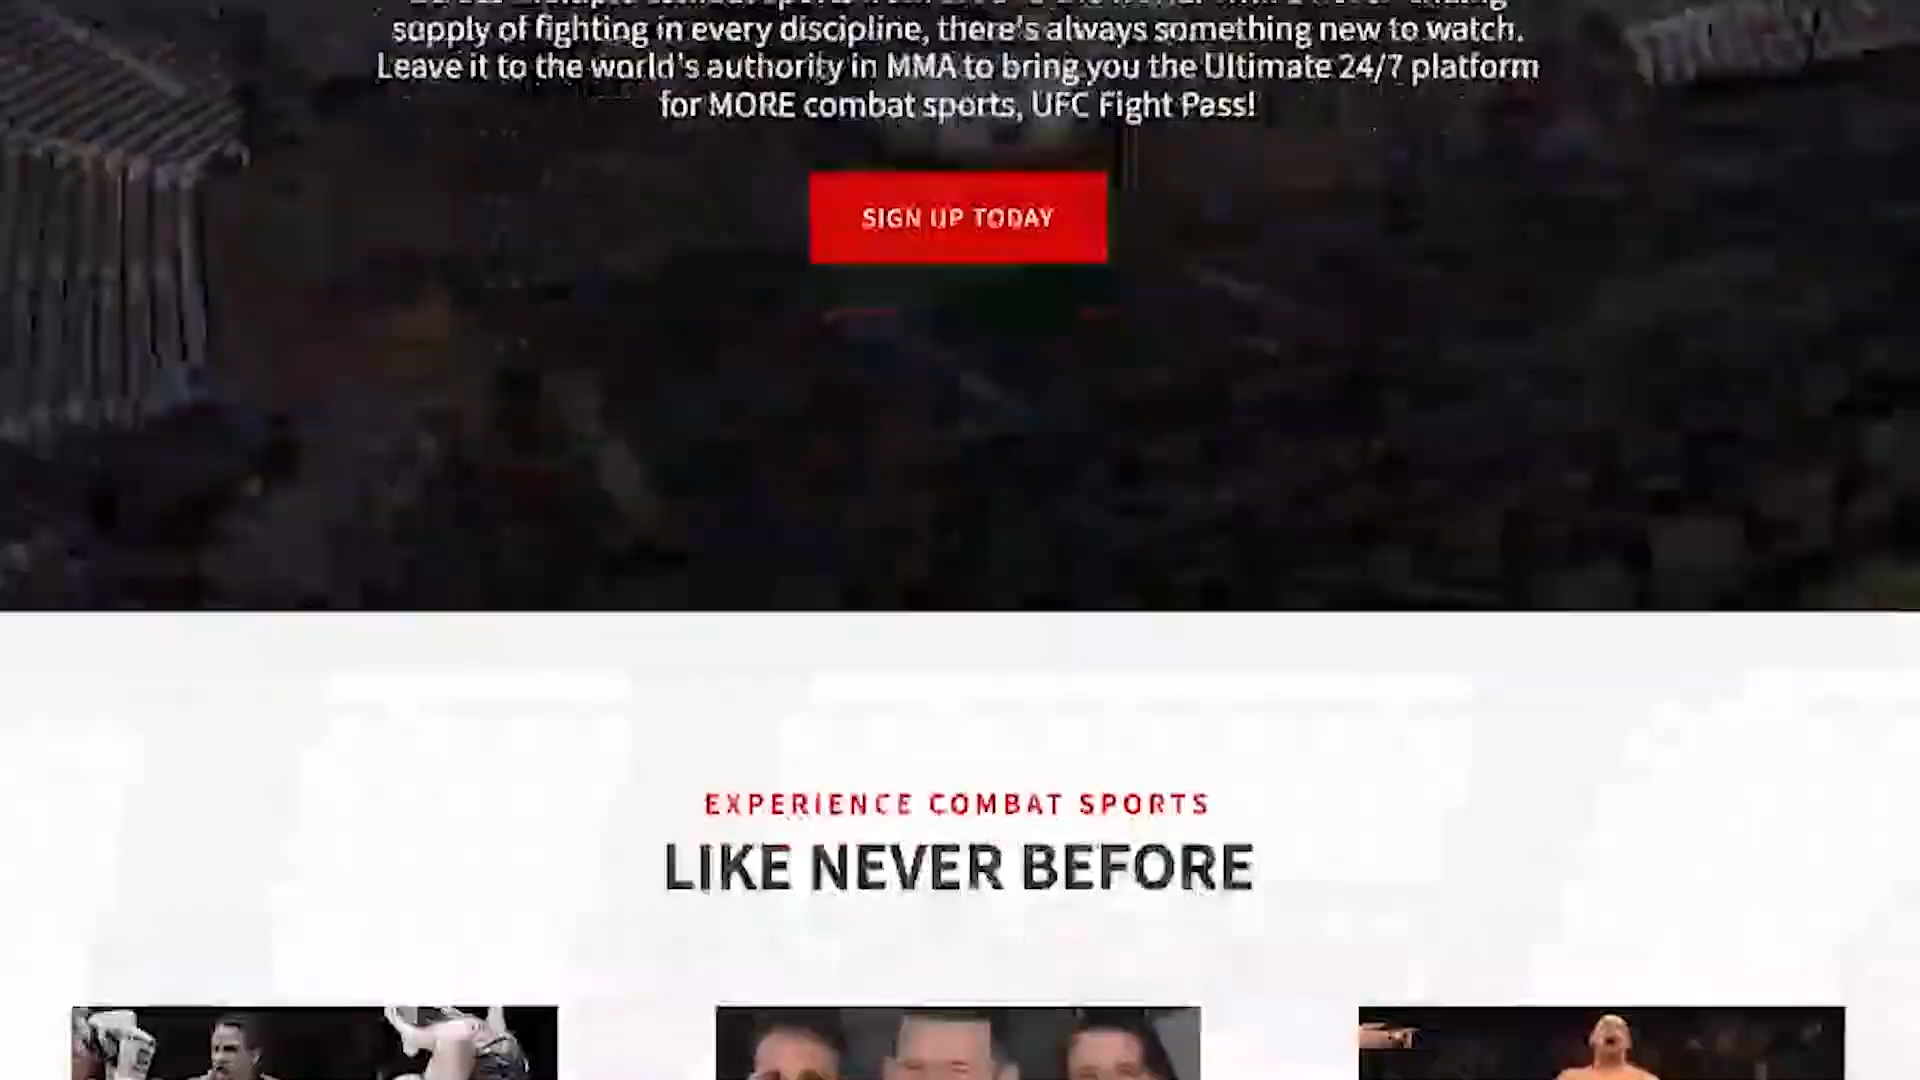 supply of fighting in every discipline, there's always something new to watch.
Leave it to the world's authority in MMA to bring you the Ultimate 24/7 platform
for MORE combat sports, UFC Fight Pass!
SIGN UP TODAY
EXPERIENCE COMBAT SPORTS
LIKE NEVER BEFORE